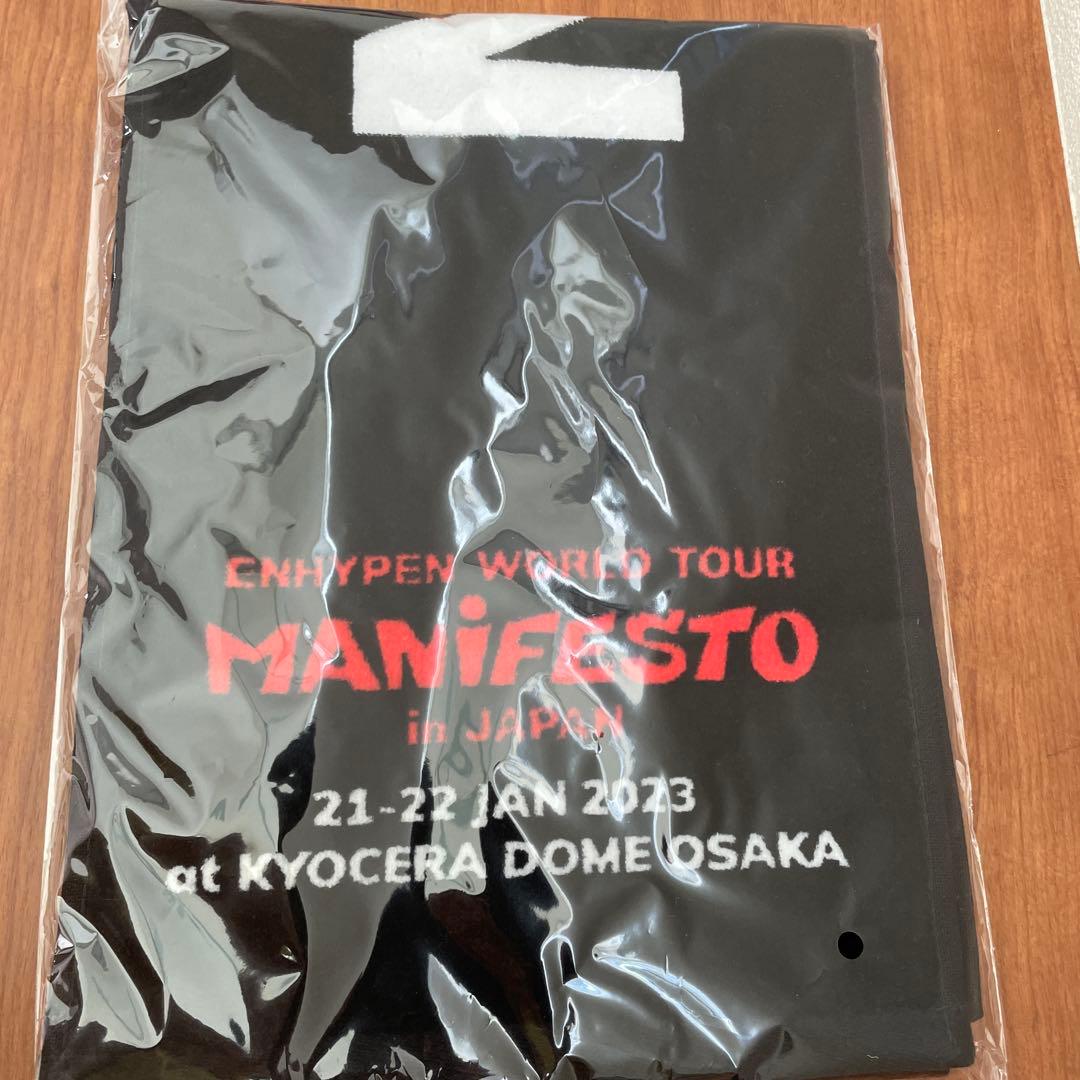 ENHYPEN WORLD TOUR
MANiFESTO
in JAPAN
21-22 JAN 2023
at KYOCERA DOME OSAKA